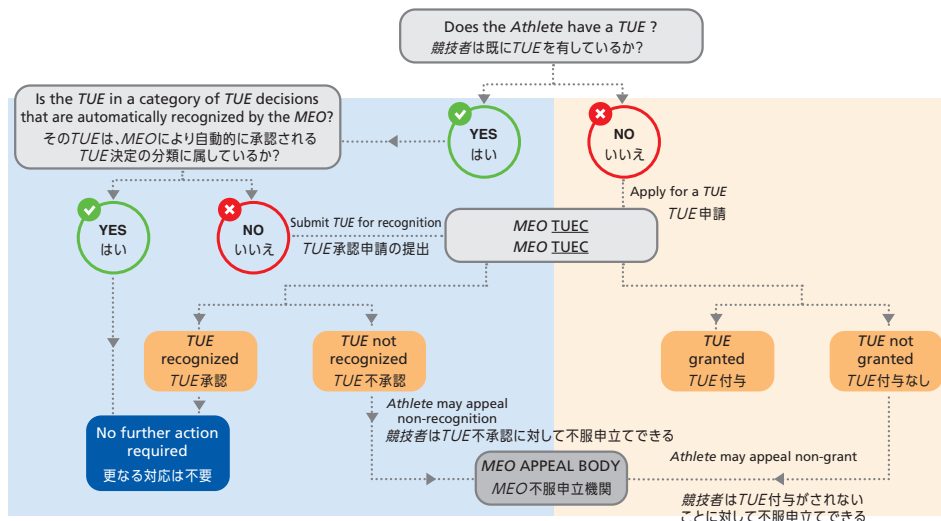 Does the Athlete have a TUE ?
競技者は既にTUEを有しているか?
Is the TUE in a category of TUE decisions
that are automatically recognized by the MEO?
そのTUEは、MEOにより自動的に承認される
TUE決定の分類に属しているか?
YES
はい
NO
いいえ
Apply for a TUE
TUE申請
YES
はい
NO
いいえ
Submit TUE for recognition
TUE承認申請の提出
MEO TUEC
MEO TUEC
TUE
recognized
TUE承認
TUE not
recognized
TUE不承認
TUE
granted
TUE付与
TUE not
granted
TUE付与なし
Athlete may appeal
non-recognition
競技者はTUE不承認に対して不服申立てできる
No further action
required
更なる対応は不要
MEO APPEAL BODY
MEO不服申立機関
Athlete may appeal non-grant
競技者はTUE付与がされない
ことに対して不服申立てできる